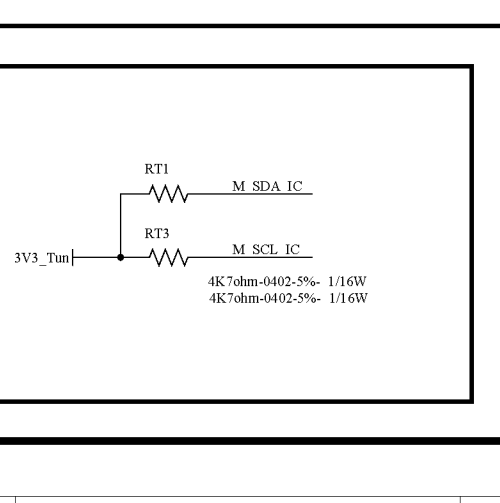 RT1
M SDA IC
RT3
3V3_Tun
M SCL IC
4K7ohm-0402-5%- 1/16W
4K7ohm-0402-5%- 1/16W